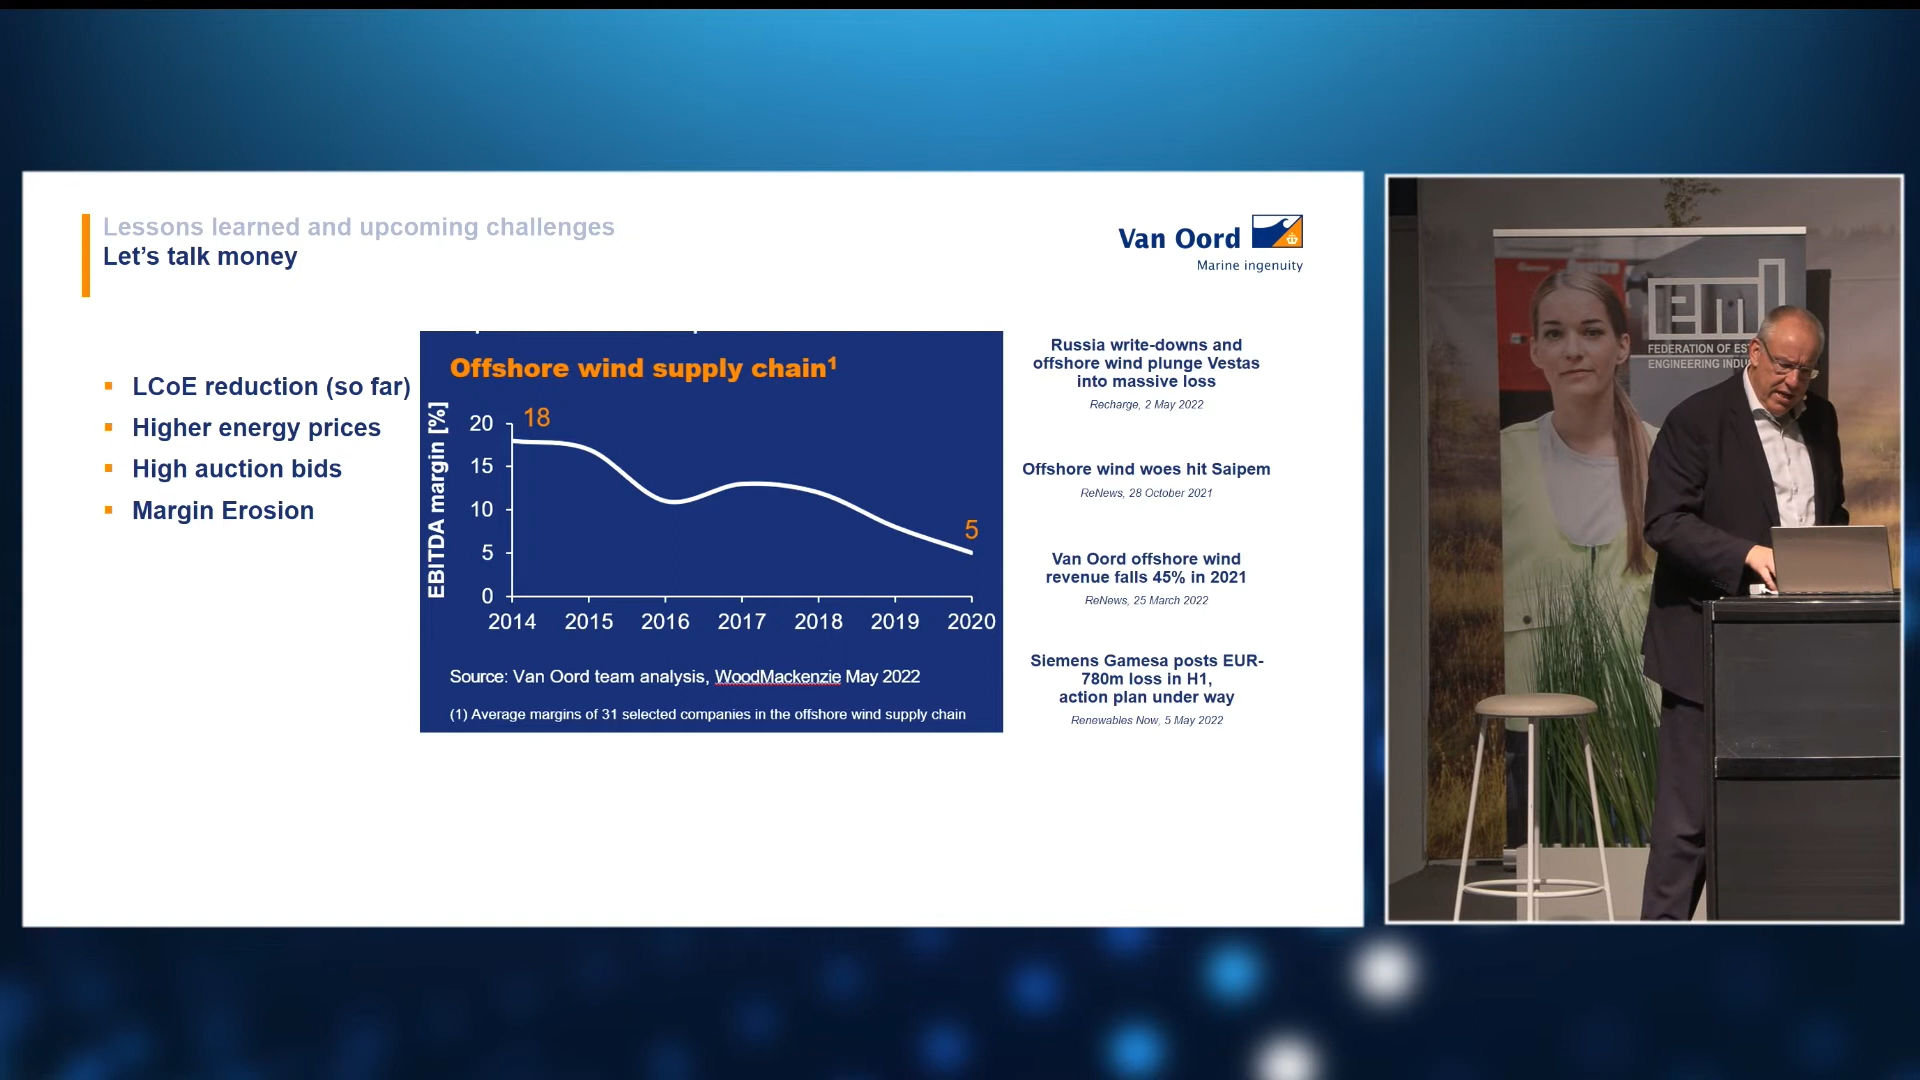 Lessons learned and upcoming challenges
Let's talk money
Van Oord
Marine ingenuity
▪ LCoE reduction (so far)
▪ Higher energy prices
▪ High auction bids
▪ Margin Erosion
Offshore wind supply chain¹
EBITDA margin [%]
20
15
10
5
0
18
5
2014 2015 2016 2017 2018 2019 2020
Source: Van Oord team analysis, WoodMackenzie May 2022
(1) Average margins of 31 selected companies in the offshore wind supply chain
Russia write-downs and
offshore wind plunge Vestas
into massive loss
Recharge, 2 May 2022
Offshore wind woes hit Saipem
ReNews, 28 October 2021
Van Oord offshore wind
revenue falls 45% in 2021
ReNews, 25 March 2022
Siemens Gamesa posts EUR-
780m loss in H1,
action plan under way
Renewables Now, 5 May 2022
eml
FEDERATION OF
ENGINEERING